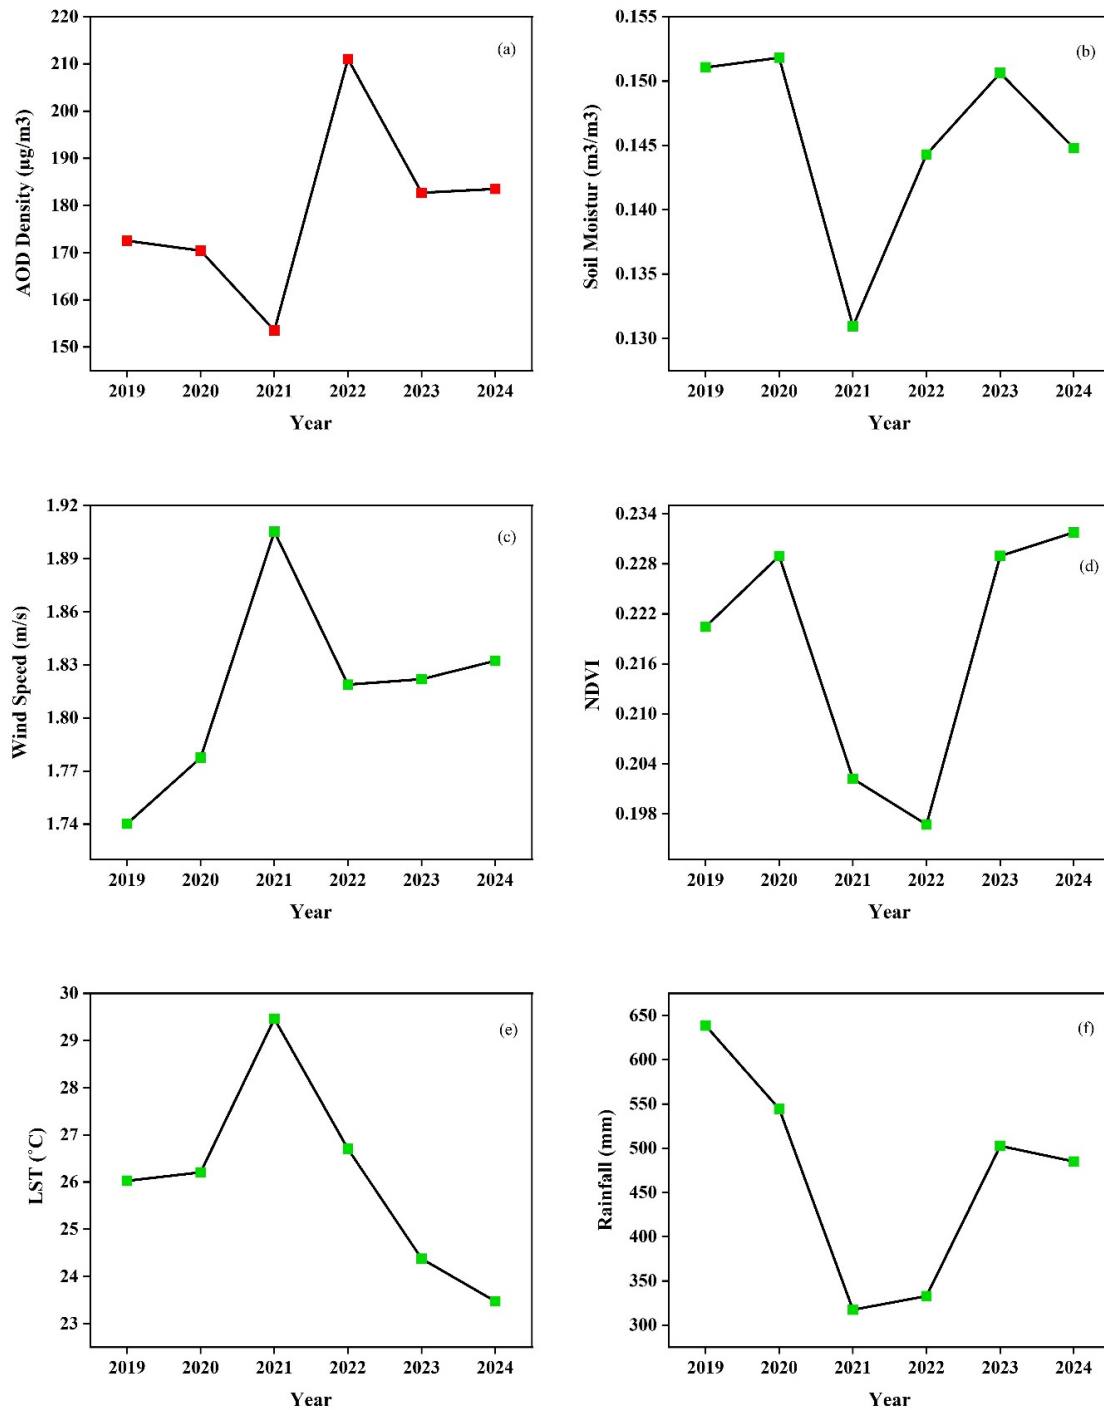 220
210
200
190
180
170
160
150
AOD Density (µg/m3)
(a)
2019 2020 2021 2022 2023 2024
Year
0.155
0.150
0.145
0.140
0.135
0.130
Soil Moistur (m3/m3)
(b)
2019 2020 2021 2022 2023 2024
Year
1.92
1.89
1.86
1.83
1.80
1.77
1.74
Wind Speed (m/s)
(c)
2019 2020 2021 2022 2023 2024
Year
0.234
0.228
0.222
0.216
0.210
0.204
0.198
NDVI
(d)
2019 2020 2021 2022 2023 2024
Year
30
29
28
27
26
25
24
23
LST (°C)
(e)
2019 2020 2021 2022 2023 2024
Year
650
600
550
500
450
400
350
300
Rainfall (mm)
(f)
2019 2020 2021 2022 2023 2024
Year